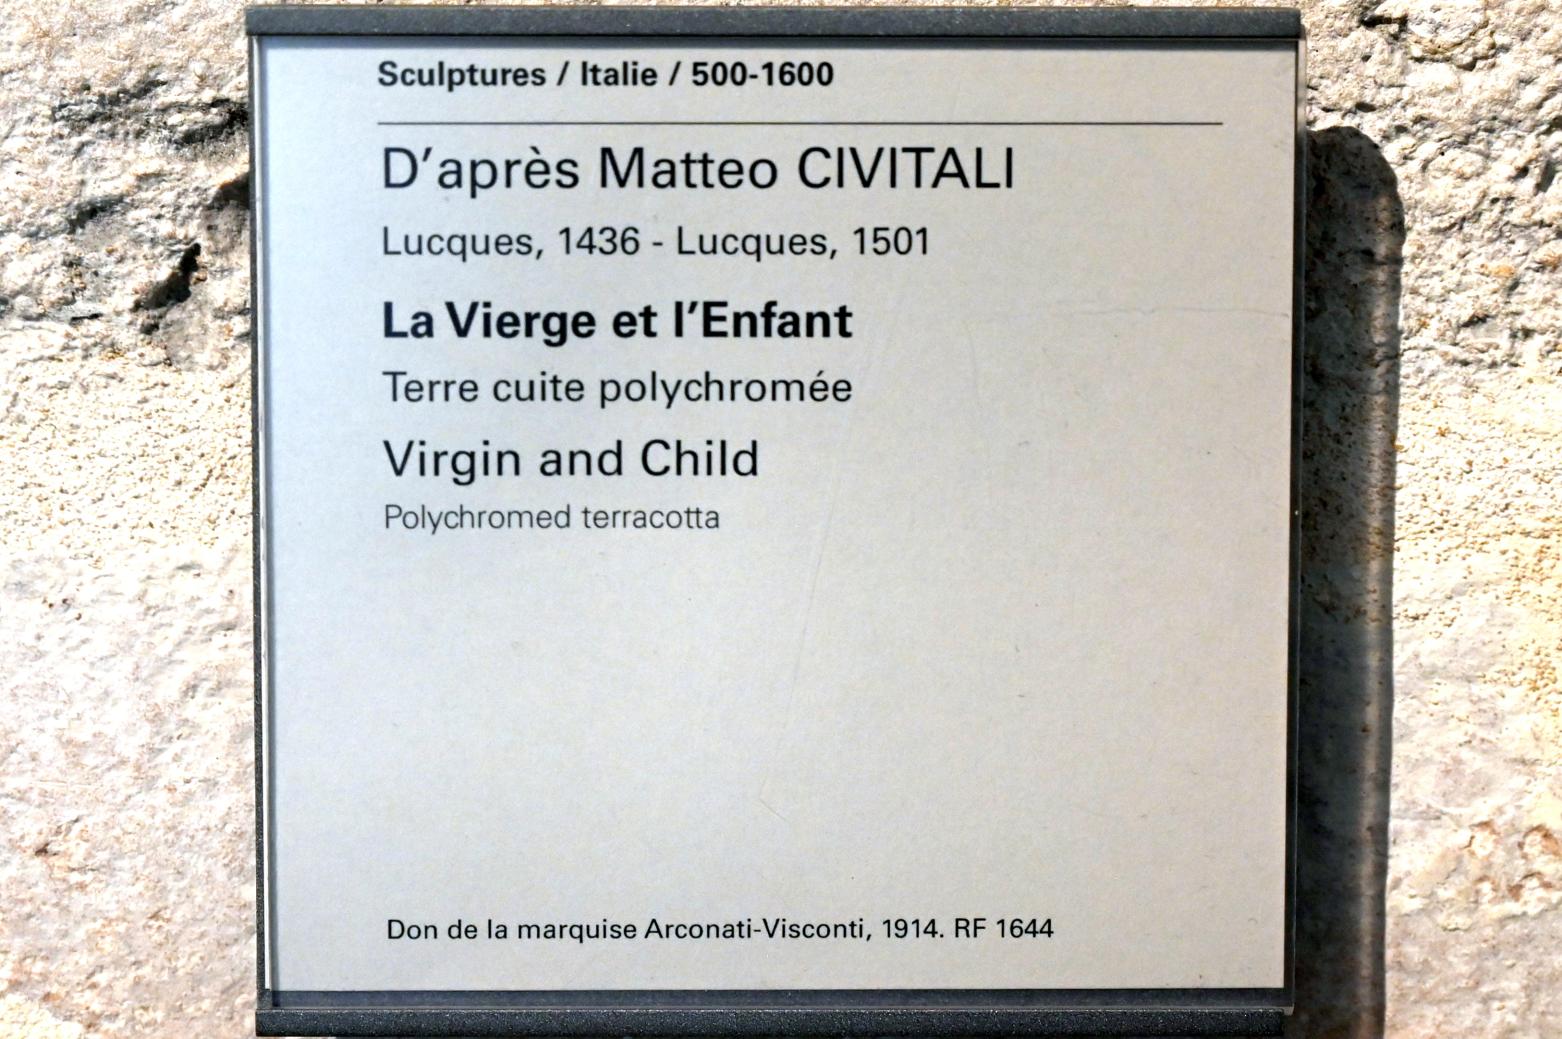 Sculptures / Italie / 500-1600
D'après Matteo CIVITALI
Lucques, 1436 - Lucques, 1501
La Vierge et l'Enfant
Terre cuite polychromée
Virgin and Child
Polychromed terracotta
Don de la marquise Arconati-Visconti, 1914. RF 1644